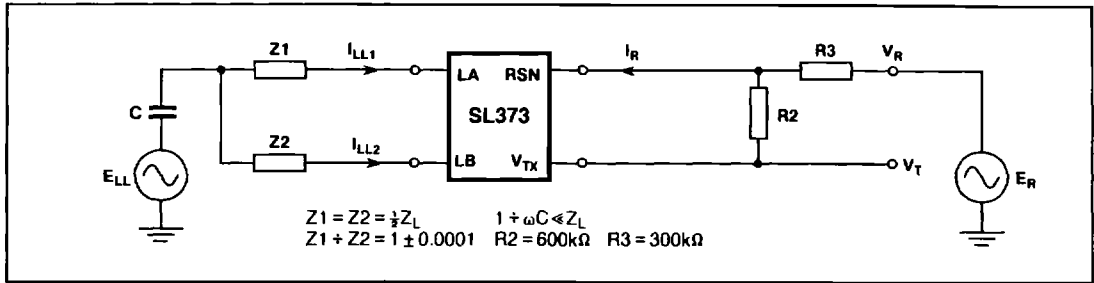 Z1
I_LL1
LA
RSN
I_R
R3
V_R
C
SL373
R2
Z2
I_LL2
LB
V_TX
V_T
E_LL
E_R
Z1 = Z2 = ½Z_L
1 ÷ ωC ≪ Z_L
Z1 ÷ Z2 = 1 ± 0.0001 R2 = 600kΩ R3 = 300kΩ